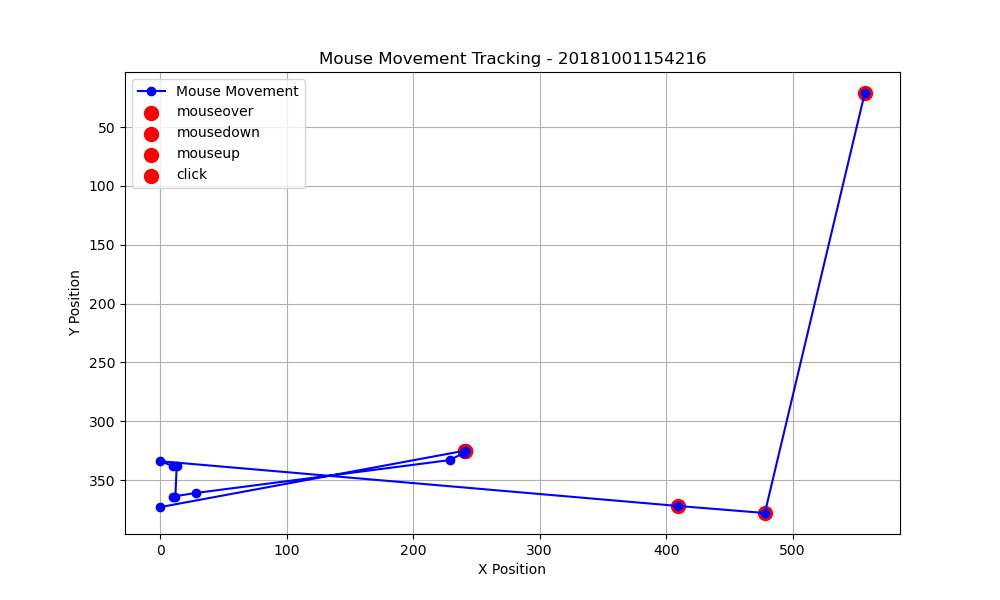 Mouse Movement Tracking - 20181001154216
Mouse Movement
mouseover
mousedown
mouseup
click
50
100
150
200
250
300
350
Y Position
0 100 200 300 400 500
X Position